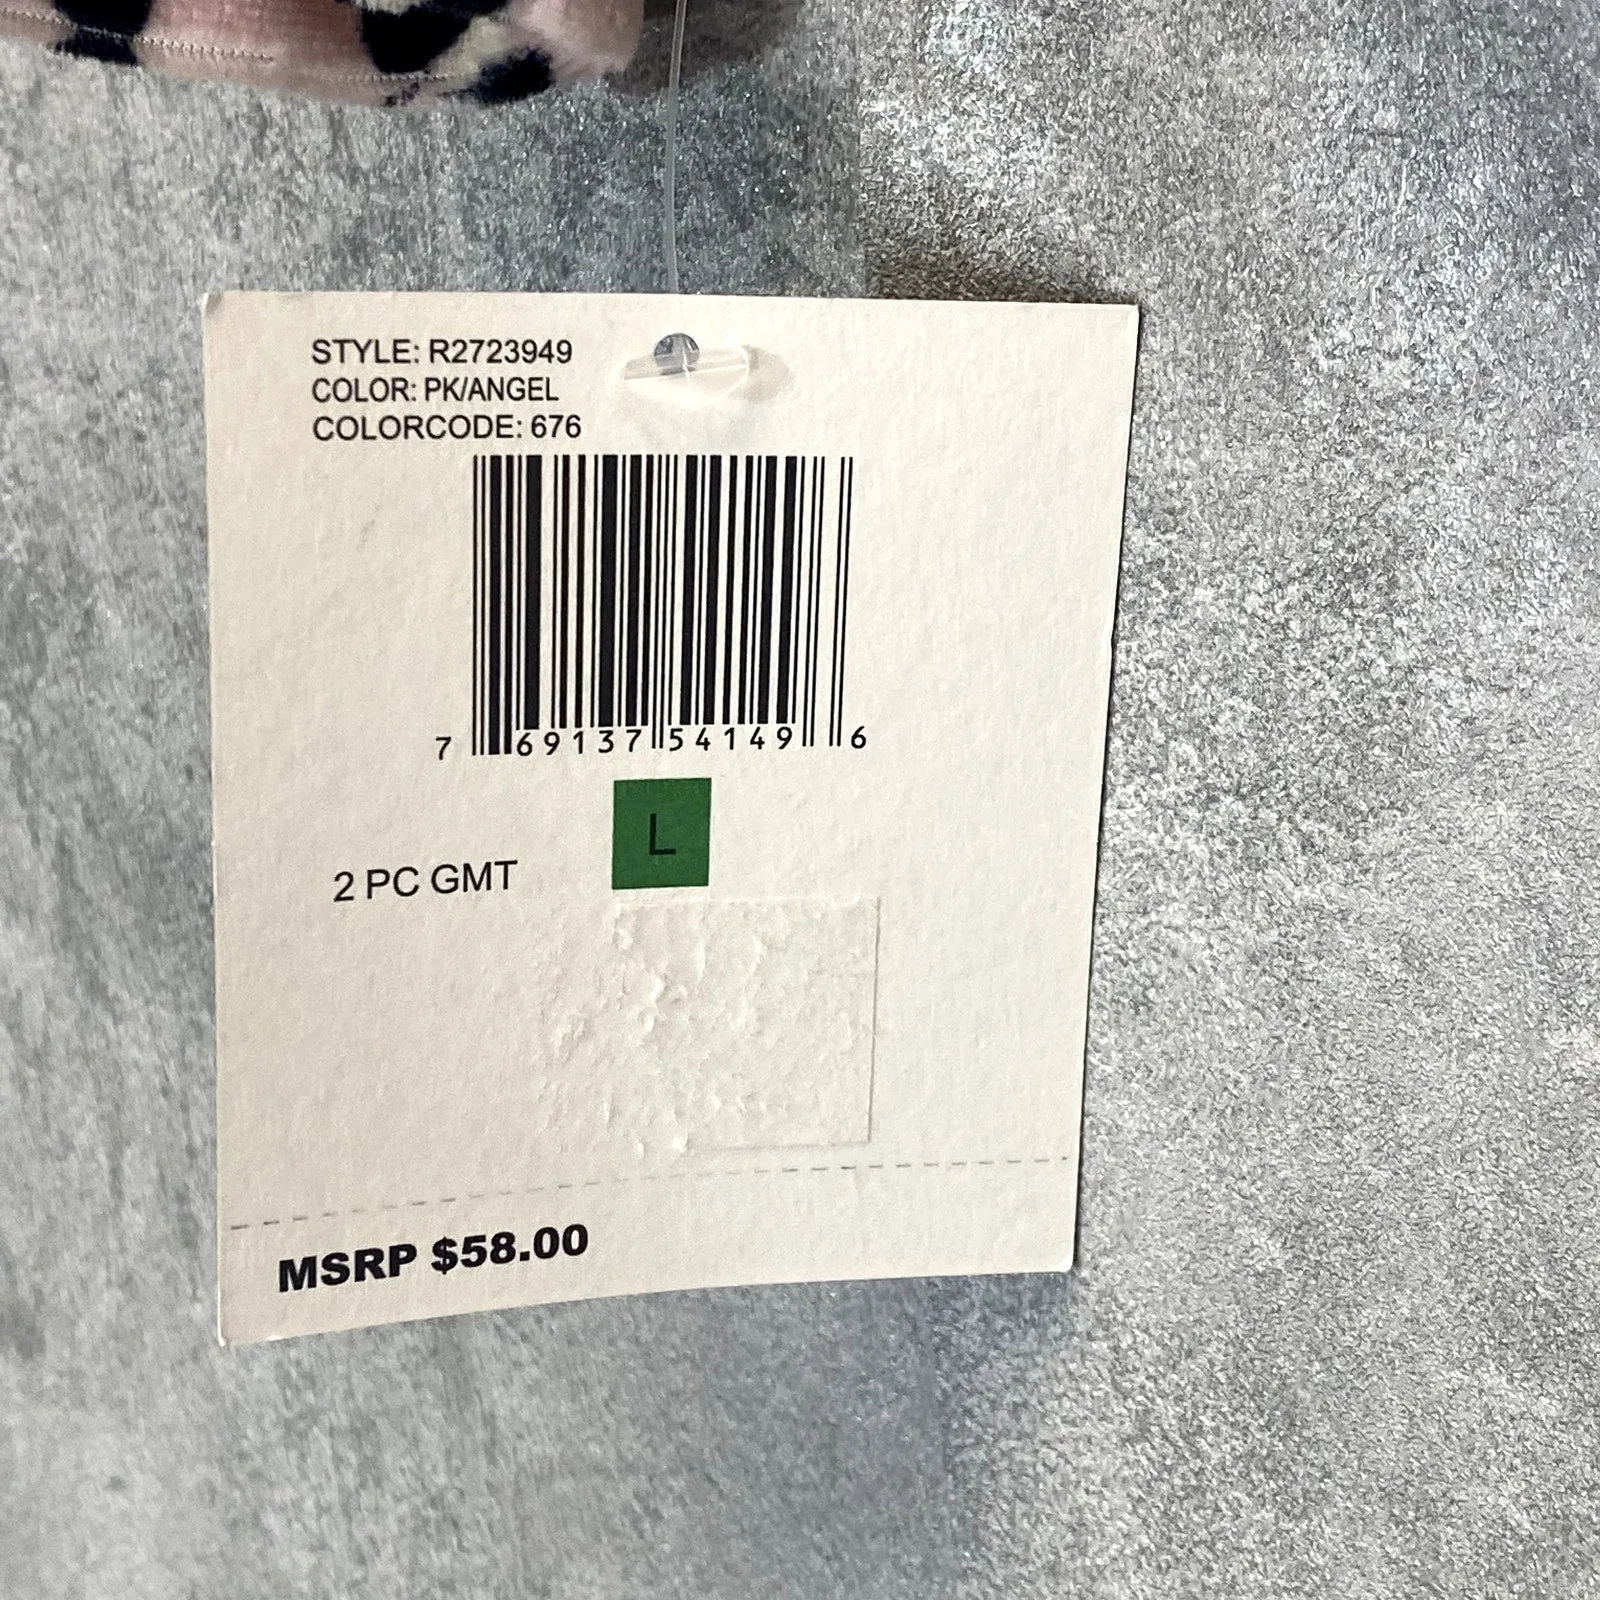 STYLE: R2723949
COLOR: PK/ANGEL
COLORCODE: 676
7 69137 54149 6
L
2 PC GMT
MSRP $58.00